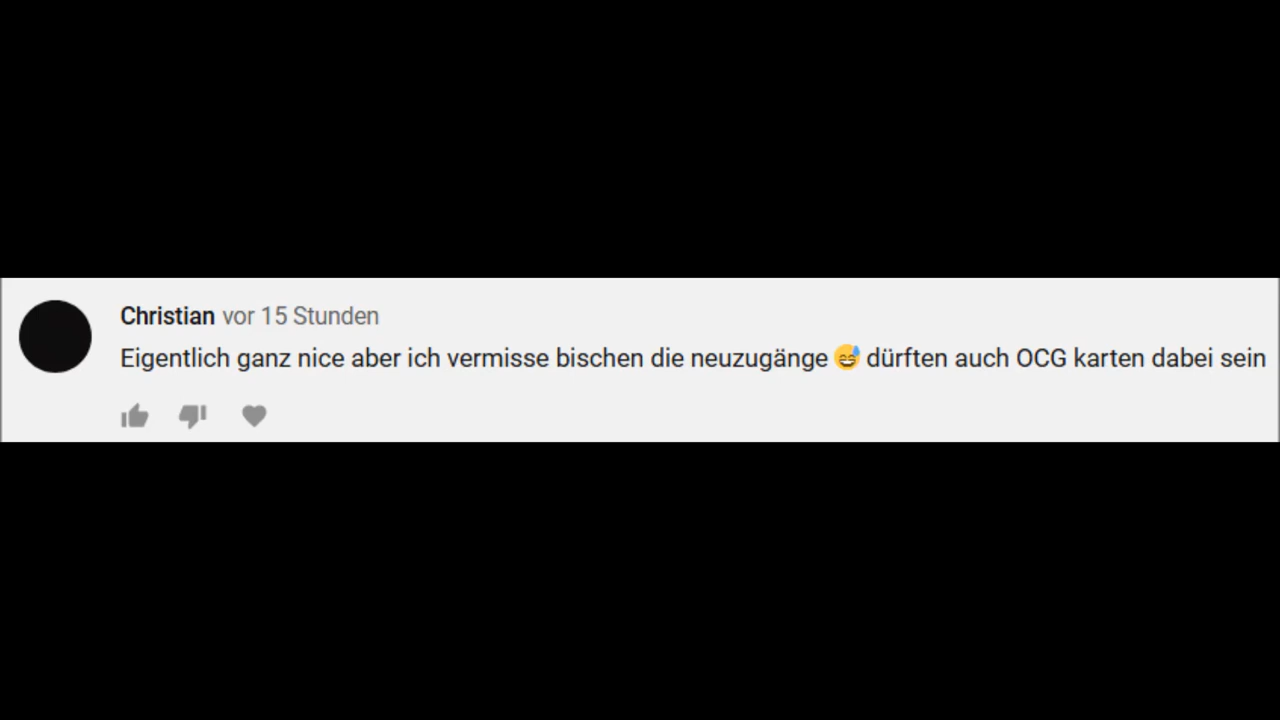 Christian vor 15 Stunden
Eigentlich ganz nice aber ich vermisse bischen die neuzugänge 😅 dürften auch OCG karten dabei sein